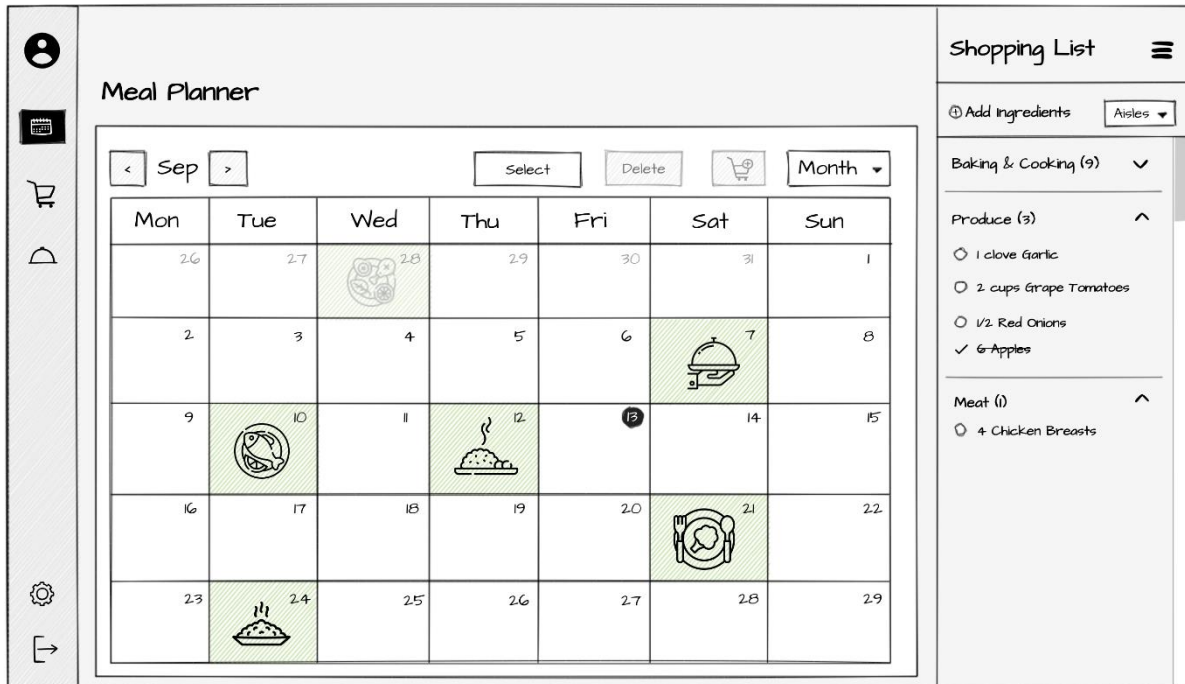 Shopping List
Meal Planner
Add Ingredients
Aisles
< Sep > Select Delete Month
Baking & Cooking (9)
Mon Tue Wed Thu Fri Sat Sun
Produce (3)
26 27 28 29 30 31 1
1 clove Garlic
2 cups Grape Tomatoes
1/2 Red Onions
6 Apples
2 3 4 5 6 7 8
Meat (1)
4 Chicken Breasts
9 10 11 12 13 14 15
16 17 18 19 20 21 22
23 24 25 26 27 28 29